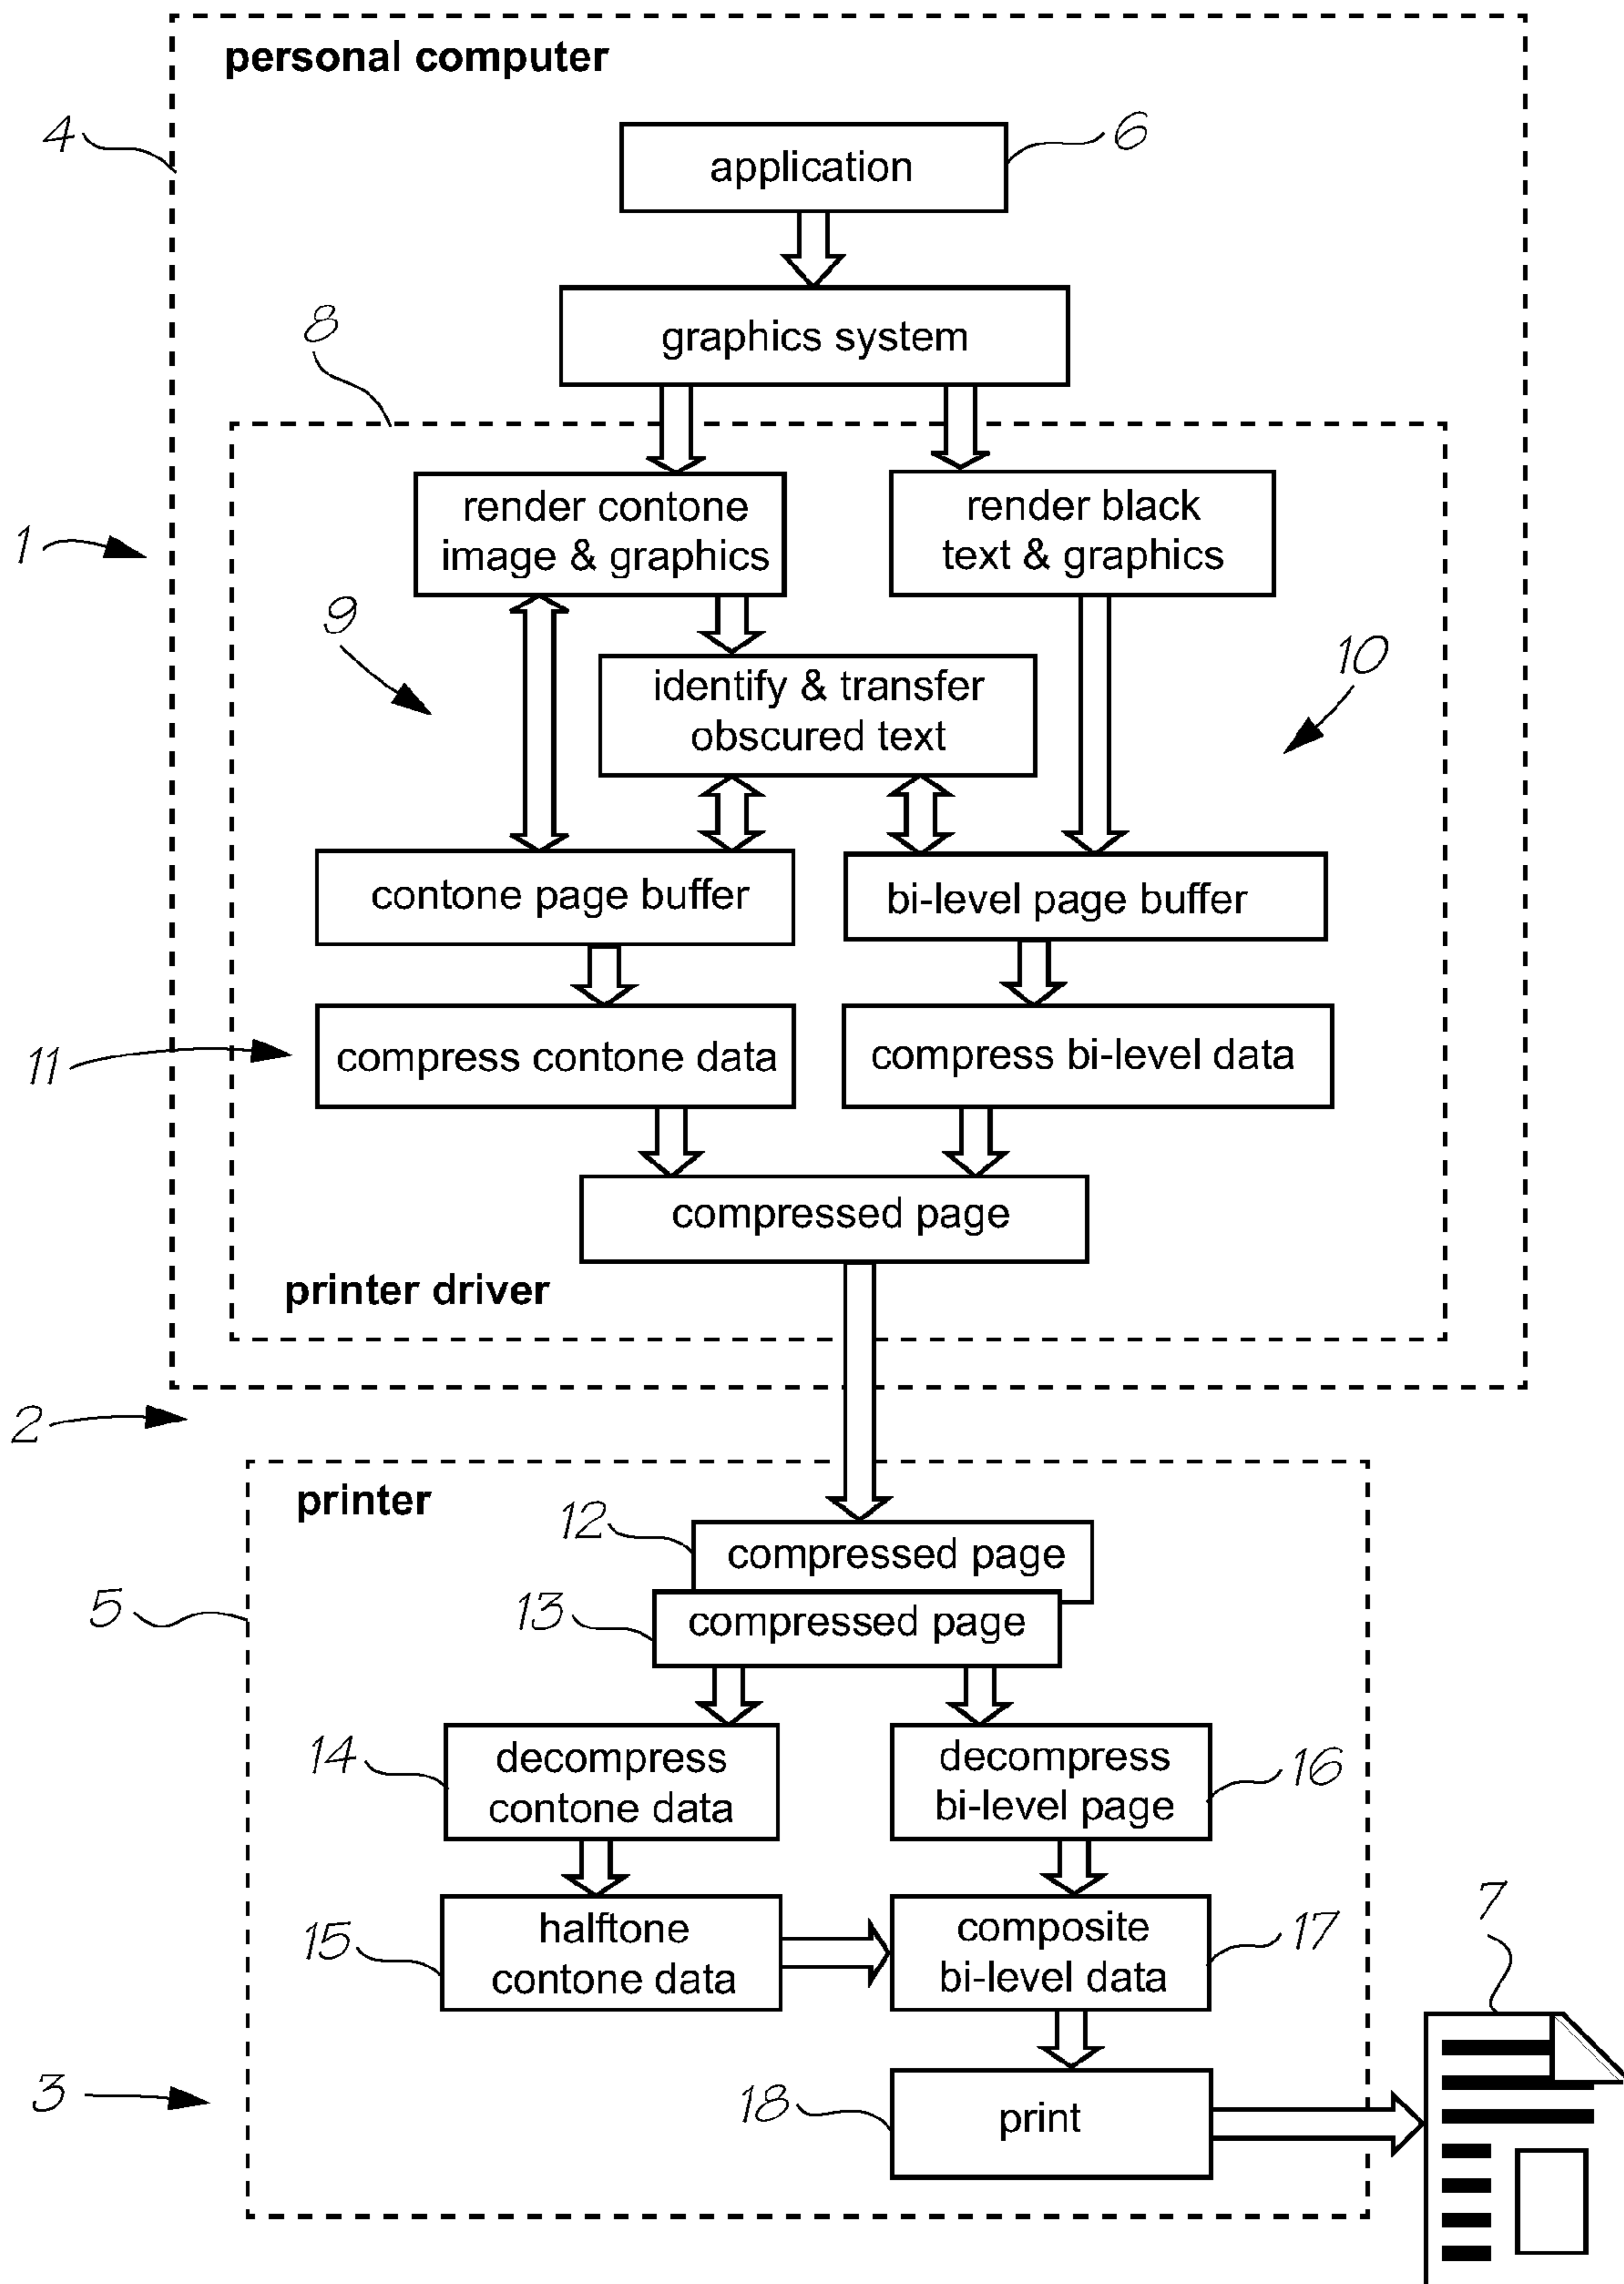 personal computer
4
6
application
graphics system
8
render contone
image & graphics
render black
text & graphics
1
9
10
identify & transfer
obscured text
contone page buffer
bi-level page buffer
11
compress contone data
compress bi-level data
compressed page
printer driver
2
printer
12
compressed page
5
13
compressed page
14
decompress
contone data
decompress
bi-level page
16
15
halftone
contone data
composite
bi-level data
17
7
3
18
print